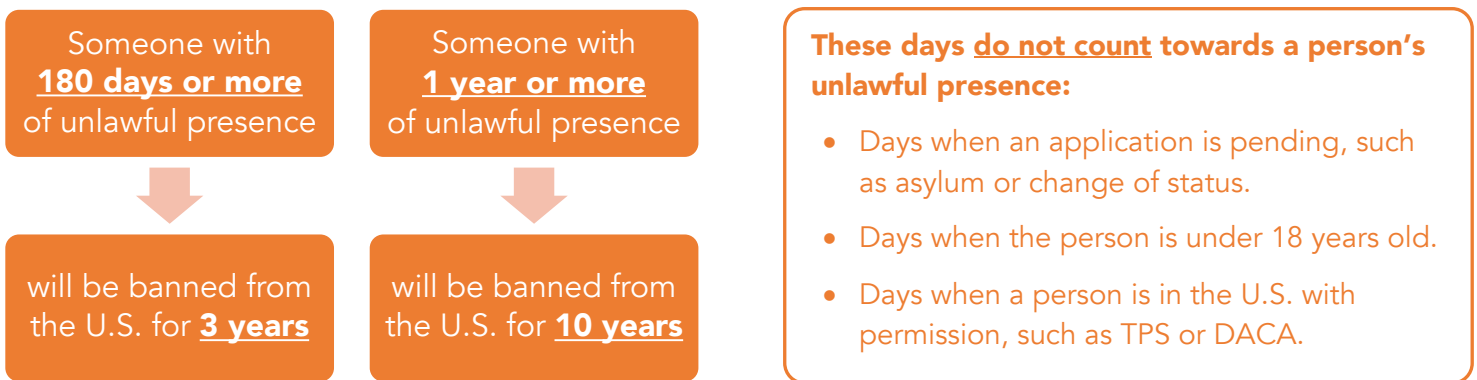 Someone with
180 days or more
of unlawful presence
will be banned from
the U.S. for 3 years
Someone with
1 year or more
of unlawful presence
will be banned from
the U.S. for 10 years
These days do not count towards a person’s
unlawful presence:
• Days when an application is pending, such
as asylum or change of status.
• Days when the person is under 18 years old.
• Days when a person is in the U.S. with
permission, such as TPS or DACA.